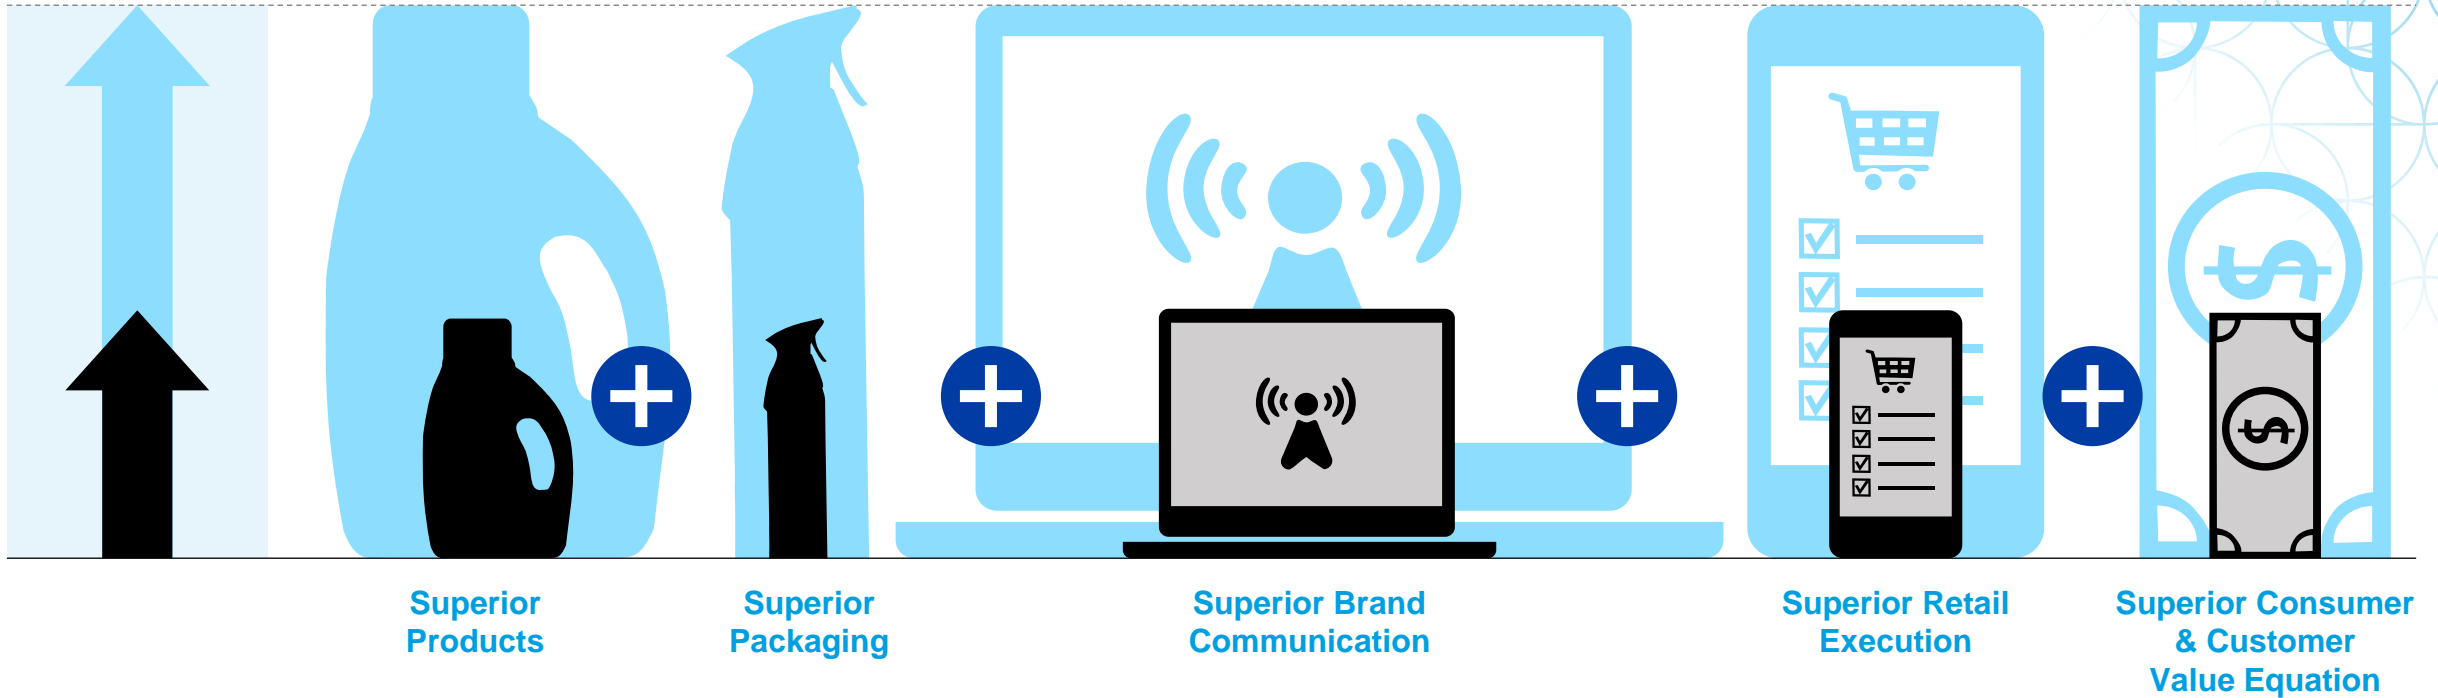 Superior
Products
Superior
Packaging
Superior Brand
Communication
Superior Retail
Execution
Superior Consumer
& Customer
Value Equation